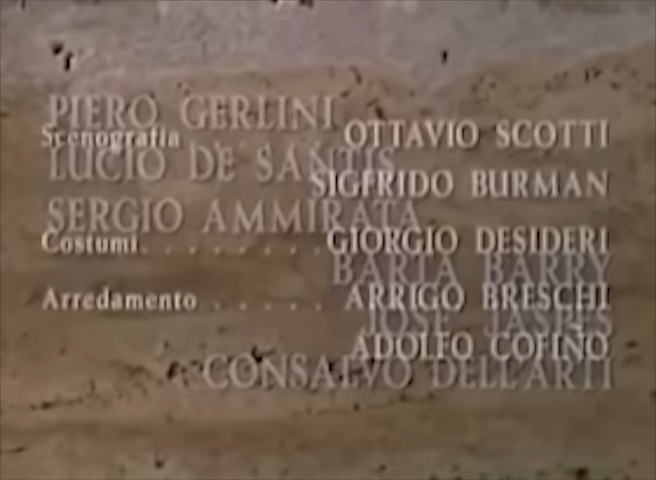 PIERO GERLINI
Scenografia . . . . . . OTTAVIO SCOTTI
LUCIO DE SANTIS
SIGFRIDO BURMAN
SERGIO AMMIRATA
Costumi . . . . . . . . GIORGIO DESIDERI
BARTA BARRY
Arredamento . . . . . ARRIGO BRESCHI
JOSE JASPES
ADOLFO COFINO
CONSALVO DELL'ARTI